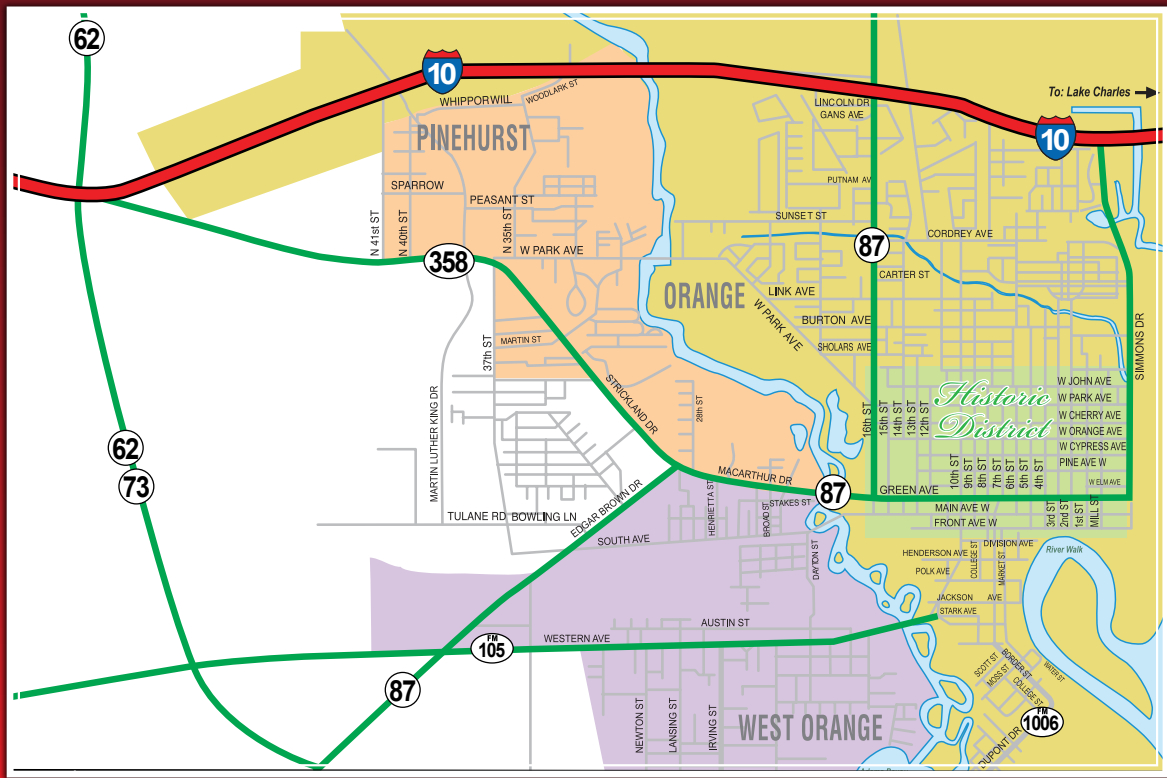 62
10
To: Lake Charles
WOODLARK ST
WHIPPORWILL
LINCOLN DR
GANS AVE
10
PINEHURST
SPARROW
PEASANT ST
PUTNAM AV
SUNSET ST
N 41st ST
N 40th ST
N 35th ST
W PARK AVE
CORDREY AVE
87
358
CARTER ST
ORANGE
LINK AVE
W PARK AVE
BURTON AVE
SHOLARS AVE
MARTIN ST
37th ST
SIMMONS DR
STRICKLAND DR
Historic
District
W JOHN AVE
W PARK AVE
W CHERRY AVE
W ORANGE AVE
W CYPRESS AVE
PINE AVE W
W ELM AVE
16th ST
15th ST
14th ST
13th ST
12th ST
10th ST
9th ST
8th ST
7th ST
6th ST
5th ST
4th ST
28th ST
MARTIN LUTHER KING DR
62
73
MACARTHUR DR
87
GREEN AVE
MAIN AVE W
FRONT AVE W
3rd ST
2nd ST
1st ST
MILL ST
HENRIETTA ST
BROAD ST
STAKES ST
TULANE RD
BOWLING LN
EDGAR BROWN DR
SOUTH AVE
DAYTON ST
DIVISION AVE
HENDERSON AVE
COLLEGE ST
MARKET ST
River Walk
POLK AVE
JACKSON AVE
STARK AVE
AUSTIN ST
FM
105
WESTERN AVE
87
SCOTT ST
MOSS ST
BORDER ST
COLLEGE ST
WATER ST
FM
1006
DUPONT DR
NEWTON ST
LANSING ST
IRVING ST
WEST ORANGE